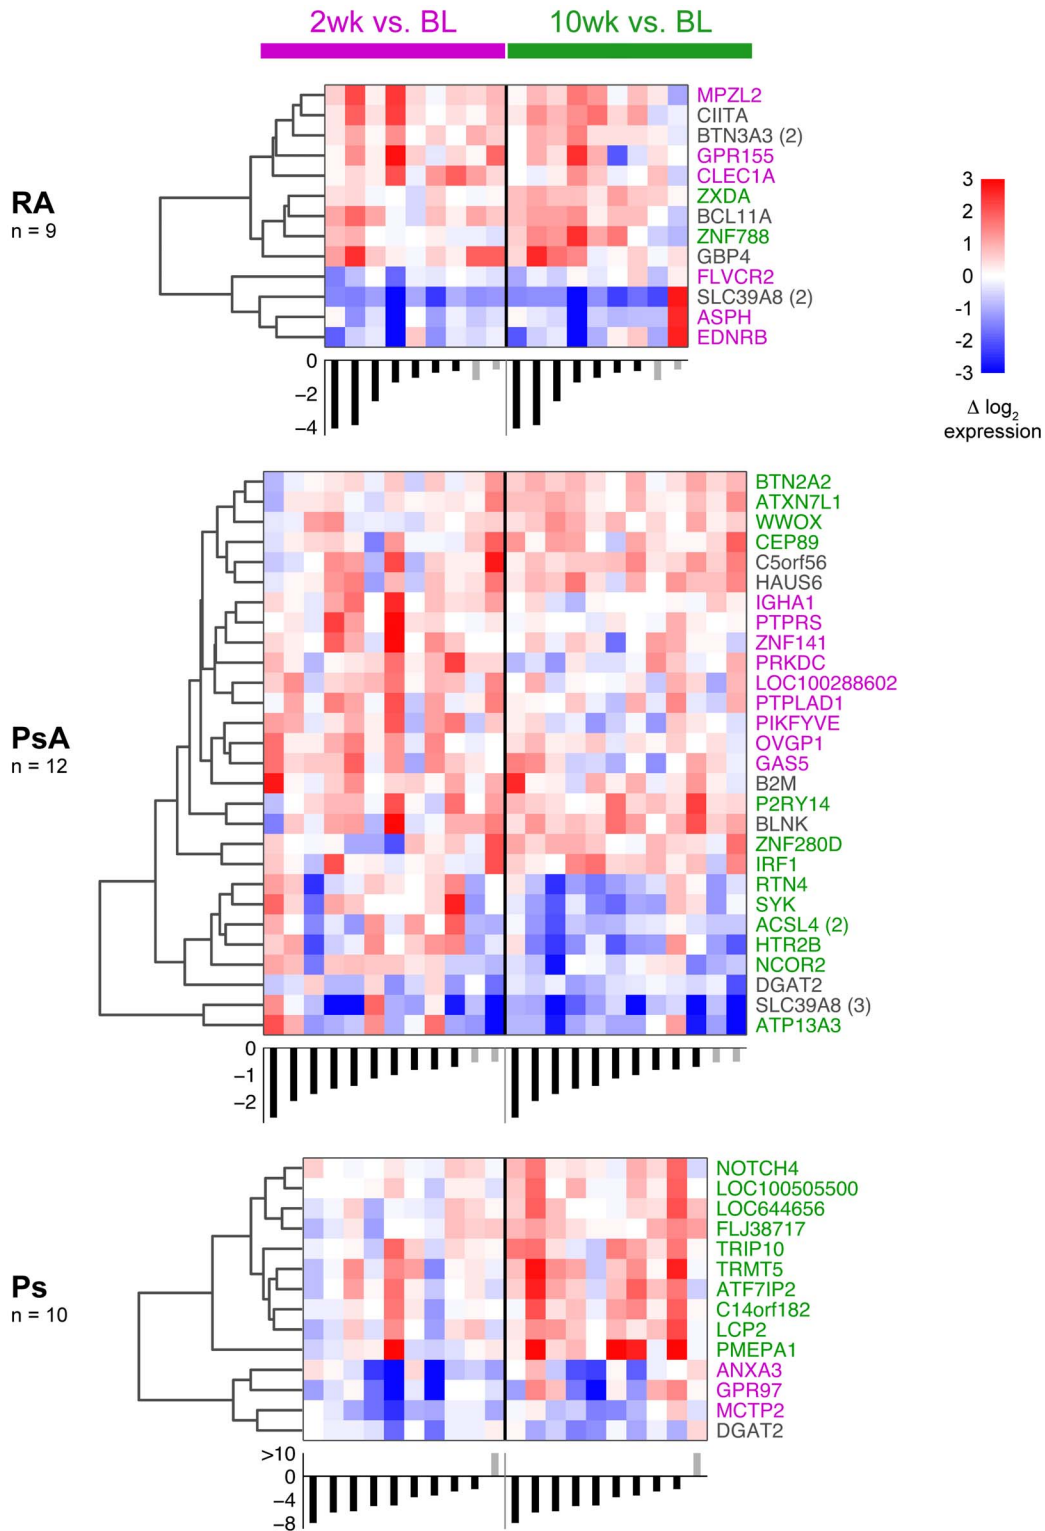 2wk vs. BL 10wk vs. BL
RA
n = 9
MPZL2
CIITA
BTN3A3 (2)
GPR155
CLEC1A
ZXDA
BCL11A
ZNF788
GBP4
FLVCR2
SLC39A8 (2)
ASPH
EDNRB
0
−2
−4
3
2
1
0
-1
-2
-3
Δ log2
expression
PsA
n = 12
BTN2A2
ATXN7L1
WWOX
CEP89
C5orf56
HAUS6
IGHA1
PTPRS
ZNF141
PRKDC
LOC100288602
PTPLAD1
PIKFYVE
OVGP1
GAS5
B2M
P2RY14
BLNK
ZNF280D
IRF1
RTN4
SYK
ACSL4 (2)
HTR2B
NCOR2
DGAT2
SLC39A8 (3)
ATP13A3
0
−1
−2
Ps
n = 10
NOTCH4
LOC100505500
LOC644656
FLJ38717
TRIP10
TRMT5
ATF7IP2
C14orf182
LCP2
PMEPA1
ANXA3
GPR97
MCTP2
DGAT2
>10
0
−4
−8